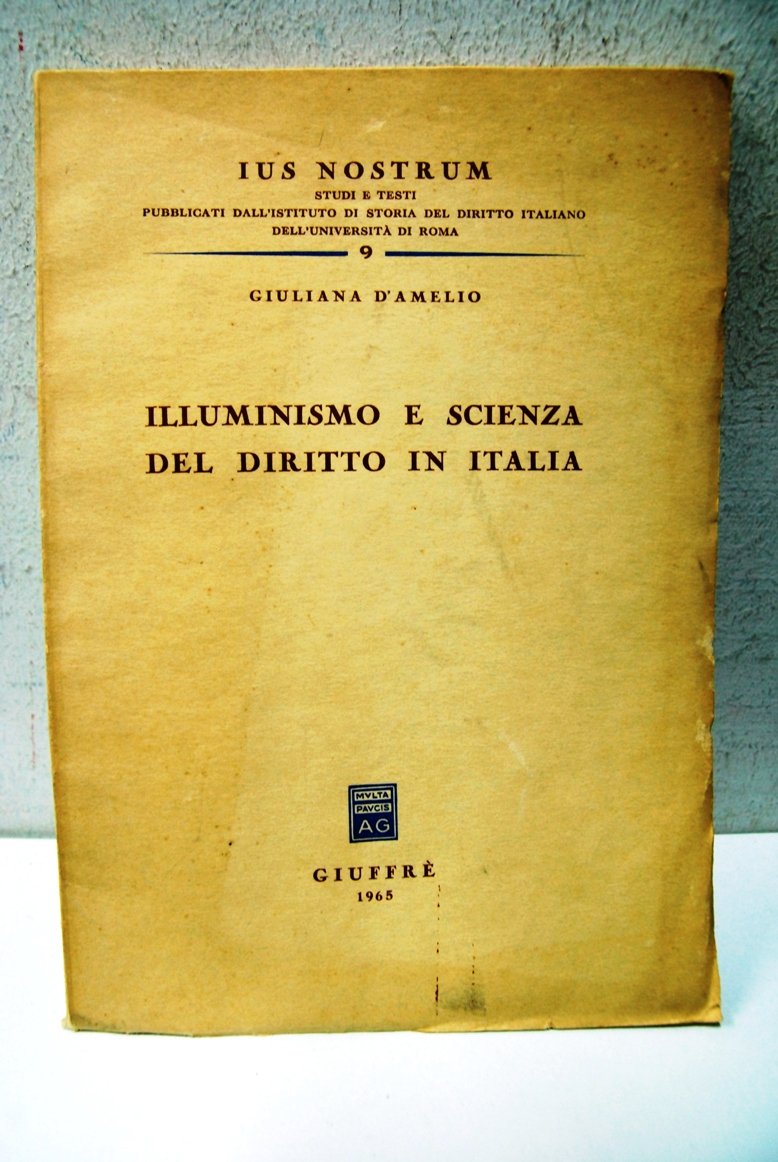 IUS NOSTRUM
STUDI E TESTI
PUBBLICATI DALL'ISTITUTO DI STORIA DEL DIRITTO ITALIANO
DELL'UNIVERSITÀ DI ROMA
9
GIULIANA D'AMELIO
ILLUMINISMO E SCIENZA
DEL DIRITTO IN ITALIA
MVLTA
PAVCIS
AG
GIUFFRÈ
1965